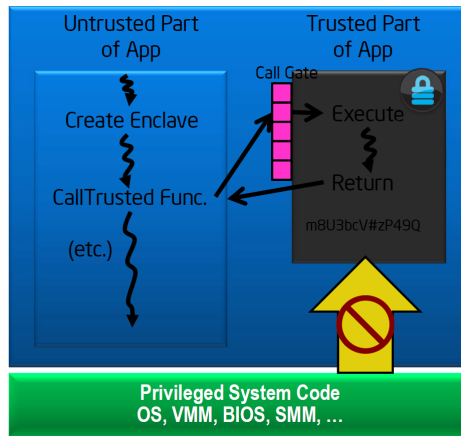 Untrusted Part
of App
Trusted Part
of App
Call Gate
Create Enclave
Execute
CallTrusted Func.
Return
(etc.)
m8U3bcV#zP49Q
Privileged System Code
OS, VMM, BIOS, SMM, …